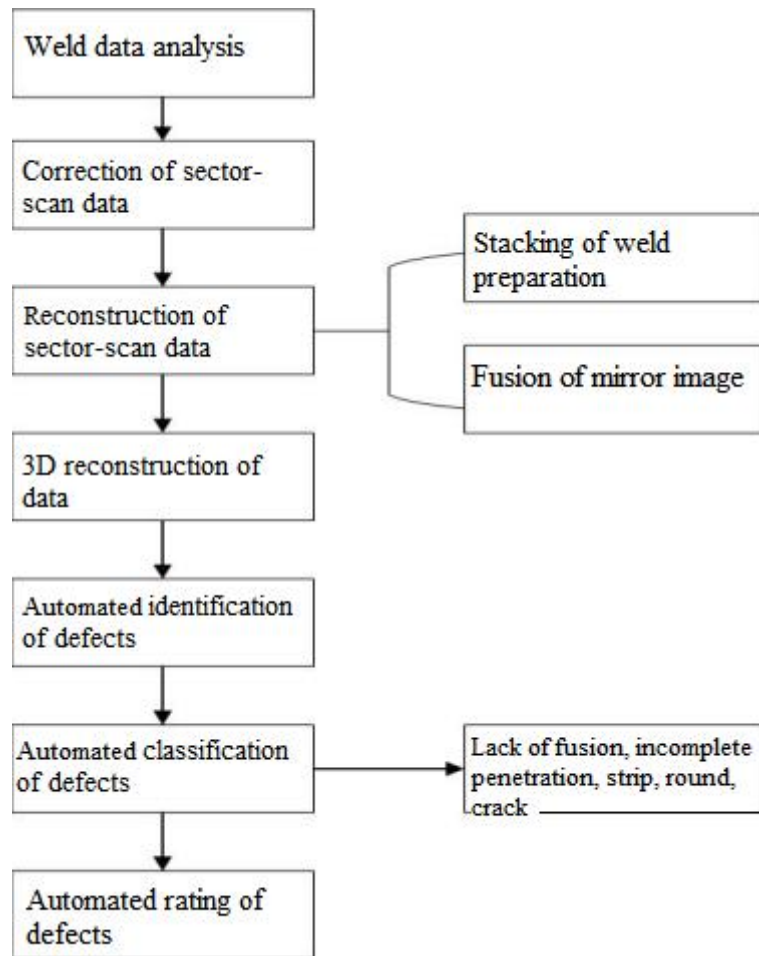 Weld data analysis
Correction of sector-
scan data
Stacking of weld
preparation
Reconstruction of
sector-scan data
Fusion of mirror image
3D reconstruction of
data
Automated identification
of defects
Automated classification
of defects
Lack of fusion, incomplete
penetration, strip, round,
crack
Automated rating of
defects